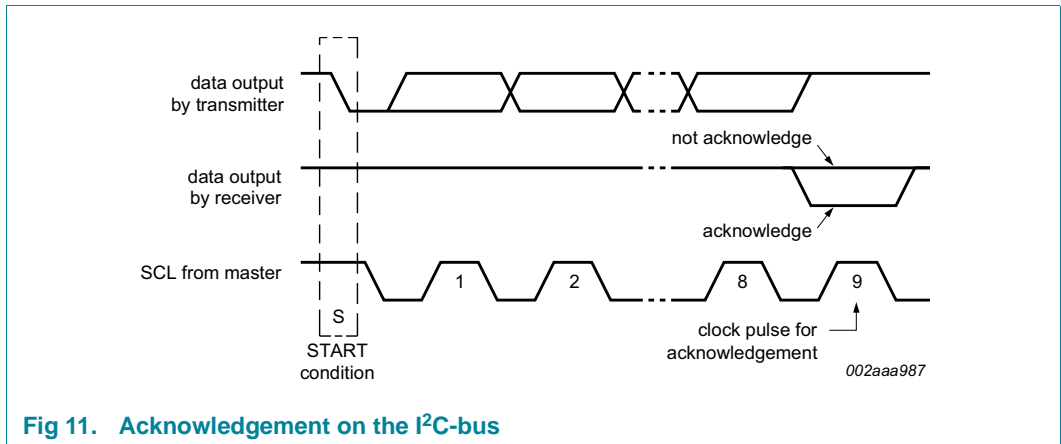 data output
by transmitter
not acknowledge
data output
by receiver
acknowledge
SCL from master
1
2
8
9
S
START
condition
clock pulse for
acknowledgement
002aaa987
Fig 11. Acknowledgement on the I²C-bus